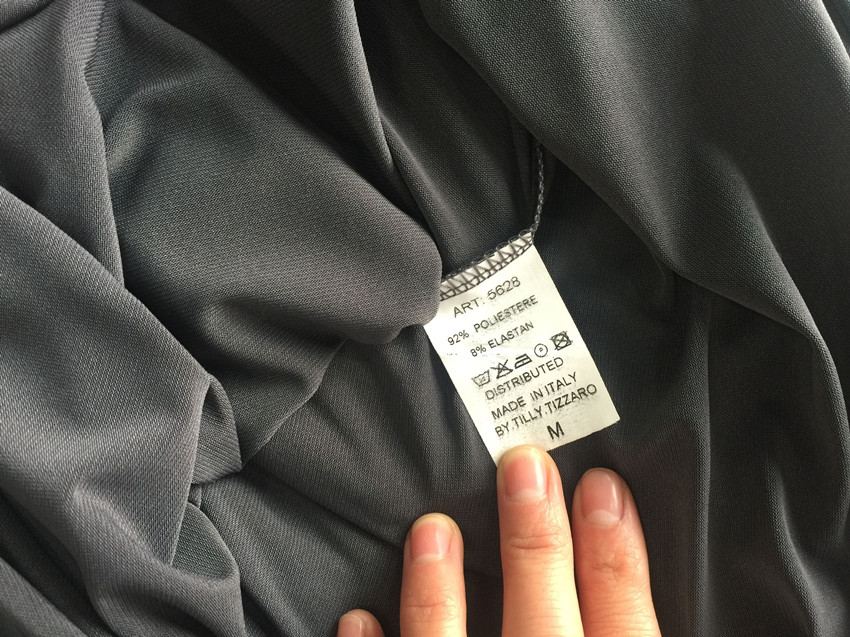 ART. 5628
92% POLIESTERE
8% ELASTAN
DISTRIBUTED
MADE IN ITALY
BY.TILLY.TIZZARO
M